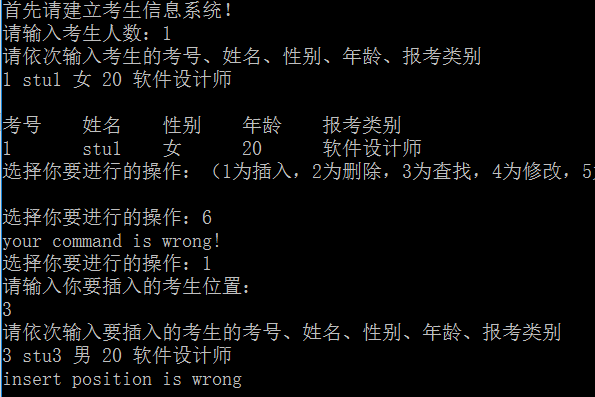 首先请建立考生信息系统！
请输入考生人数：1
请依次输入考生的考号、姓名、性别、年龄、报考类别
1 stu1 女 20 软件设计师
考号 姓名 性别 年龄 报考类别
1 stu1 女 20 软件设计师
选择你要进行的操作：（1为插入，2为删除，3为查找，4为修改，5
选择你要进行的操作：6
your command is wrong!
选择你要进行的操作：1
请输入你要插入的考生位置：
3
请依次输入要插入的考生的考号、姓名、性别、年龄、报考类别
3 stu3 男 20 软件设计师
insert position is wrong